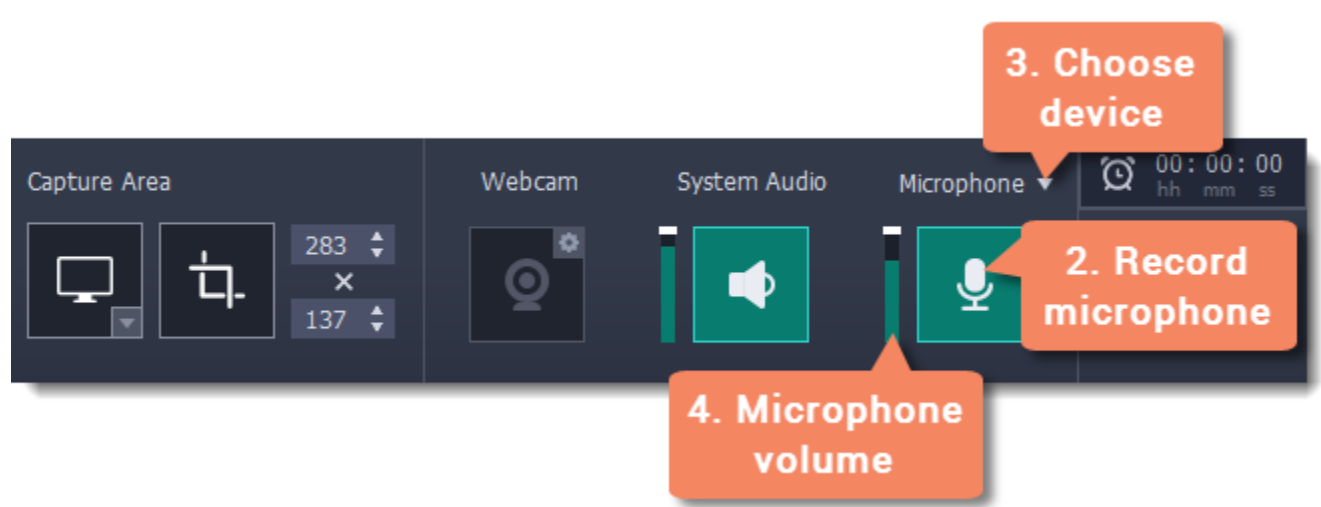 3. Choose
device
Capture Area
Webcam
System Audio
Microphone
00:00:00
hh mm ss
283
×
137
2. Record
microphone
4. Microphone
volume